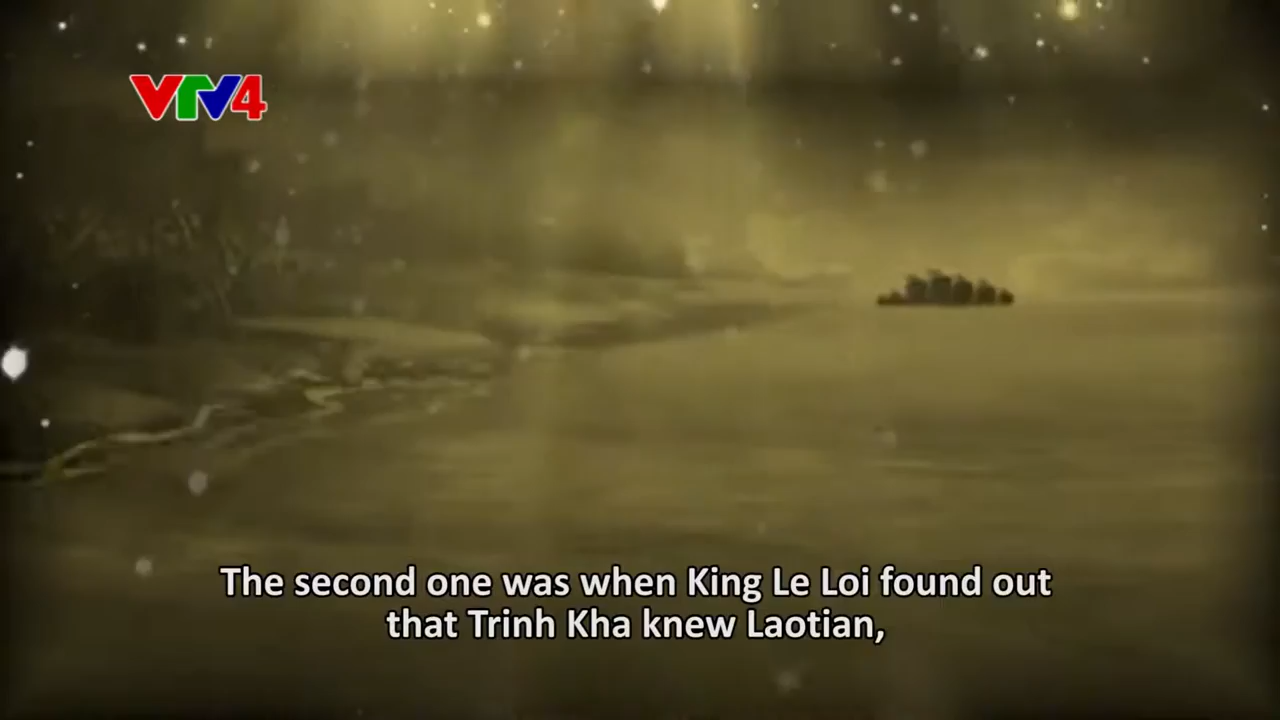 VTV4
The second one was when King Le Loi found out
that Trinh Kha knew Laotian,